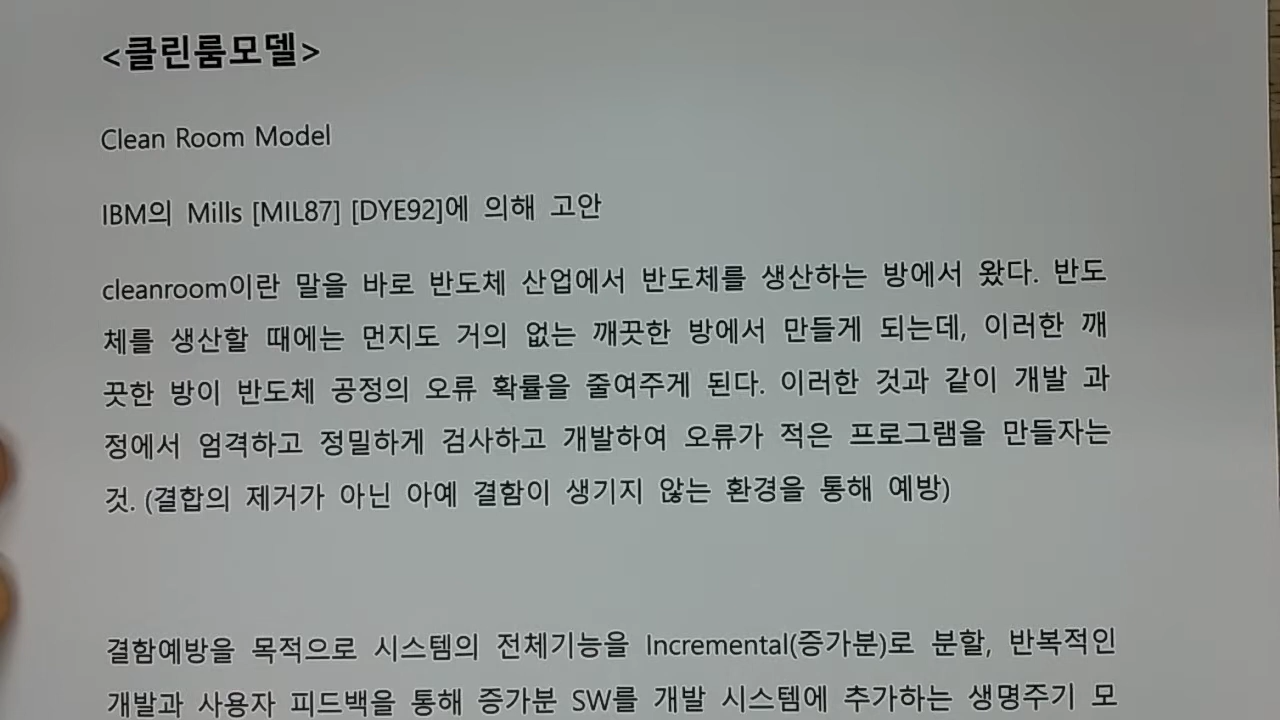 <클린룸모델>
Clean Room Model
IBM의 Mills [MIL87] [DYE92]에 의해 고안
cleanroom이란 말을 바로 반도체 산업에서 반도체를 생산하는 방에서 왔다. 반도
체를 생산할 때에는 먼지도 거의 없는 깨끗한 방에서 만들게 되는데, 이러한 깨
끗한 방이 반도체 공정의 오류 확률을 줄여주게 된다. 이러한 것과 같이 개발 과
정에서 엄격하고 정밀하게 검사하고 개발하여 오류가 적은 프로그램을 만들자는
것. (결합의 제거가 아닌 아예 결함이 생기지 않는 환경을 통해 예방)
결함예방을 목적으로 시스템의 전체기능을 Incremental(증가분)로 분할, 반복적인
개발과 사용자 피드백을 통해 증가분 SW를 개발 시스템에 추가하는 생명주기 모